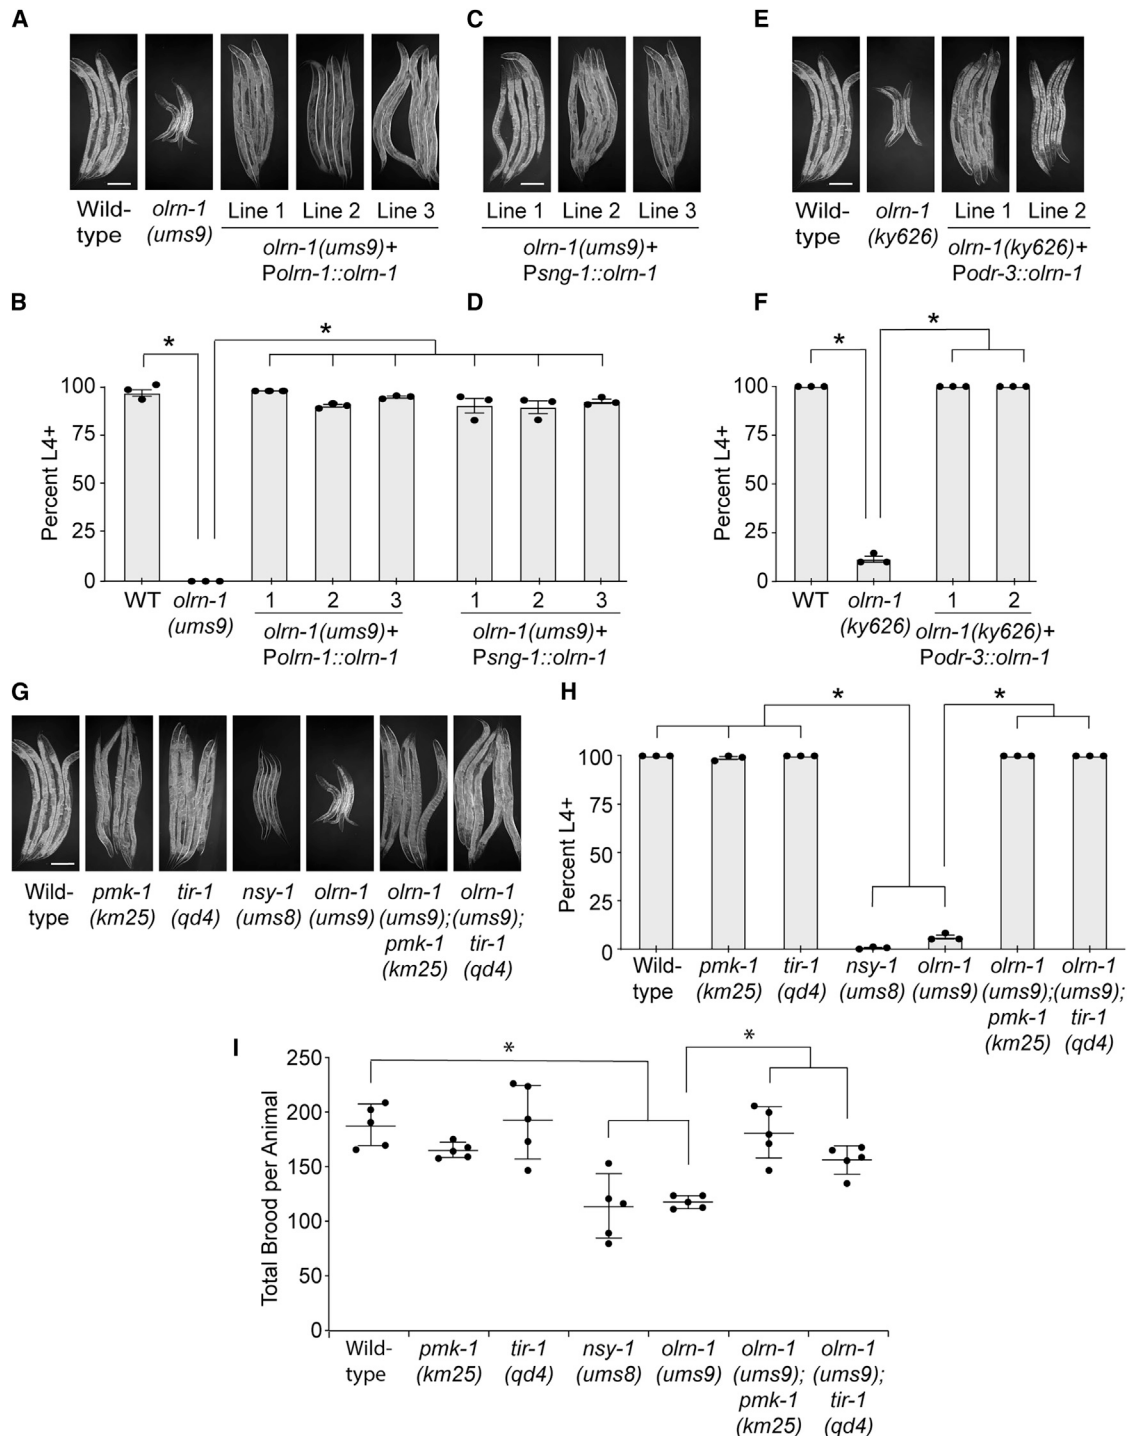 A
C
E
Wild-
type
olrn-1
(ums9)
Line 1 Line 2 Line 3
olrn-1(ums9)+
Polrn-1::olrn-1
Line 1 Line 2 Line 3
olrn-1(ums9)+
Psng-1::olrn-1
Wild-
type
olrn-1
(ky626)
Line 1 Line 2
olrn-1(ky626)+
Podr-3::olrn-1
B
D
F
* *
Percent L4+
100
75
50
25
0
WT
olrn-1
(ums9)
1 2 3
olrn-1(ums9)+
Polrn-1::olrn-1
1 2 3
olrn-1(ums9)+
Psng-1::olrn-1
* *
Percent L4+
100
75
50
25
0
WT
olrn-1
(ky626)
1 2
olrn-1(ky626)+
Podr-3::olrn-1
G
Wild-
type
pmk-1
(km25)
tir-1
(qd4)
nsy-1
(ums8)
olrn-1
(ums9)
olrn-1
(ums9);
pmk-1
(km25)
olrn-1
(ums9);
tir-1
(qd4)
H
* *
Percent L4+
100
75
50
25
0
Wild-
type
pmk-1
(km25)
tir-1
(qd4)
nsy-1
(ums8)
olrn-1
(ums9)
olrn-1
(ums9);
pmk-1
(km25)
olrn-1
(ums9);
tir-1
(qd4)
I
* *
Total Brood per Animal
250
200
150
100
50
0
Wild-
type
pmk-1
(km25)
tir-1
(qd4)
nsy-1
(ums8)
olrn-1
(ums9)
olrn-1
(ums9);
pmk-1
(km25)
olrn-1
(ums9);
tir-1
(qd4)